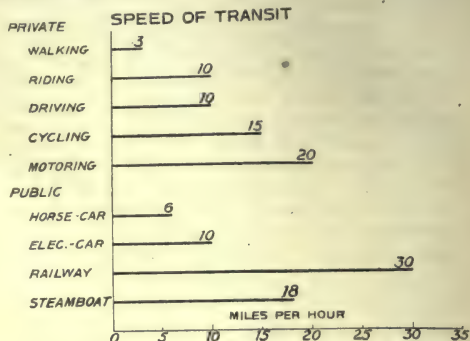 SPEED OF TRANSIT
PRIVATE
WALKING 3
RIDING 10
DRIVING 10
CYCLING 15
MOTORING 20
PUBLIC
HORSE-CAR 6
ELEC.-CAR 10
RAILWAY 30
STEAMBOAT 18
MILES PER HOUR
0 5 10 15 20 25 30 35